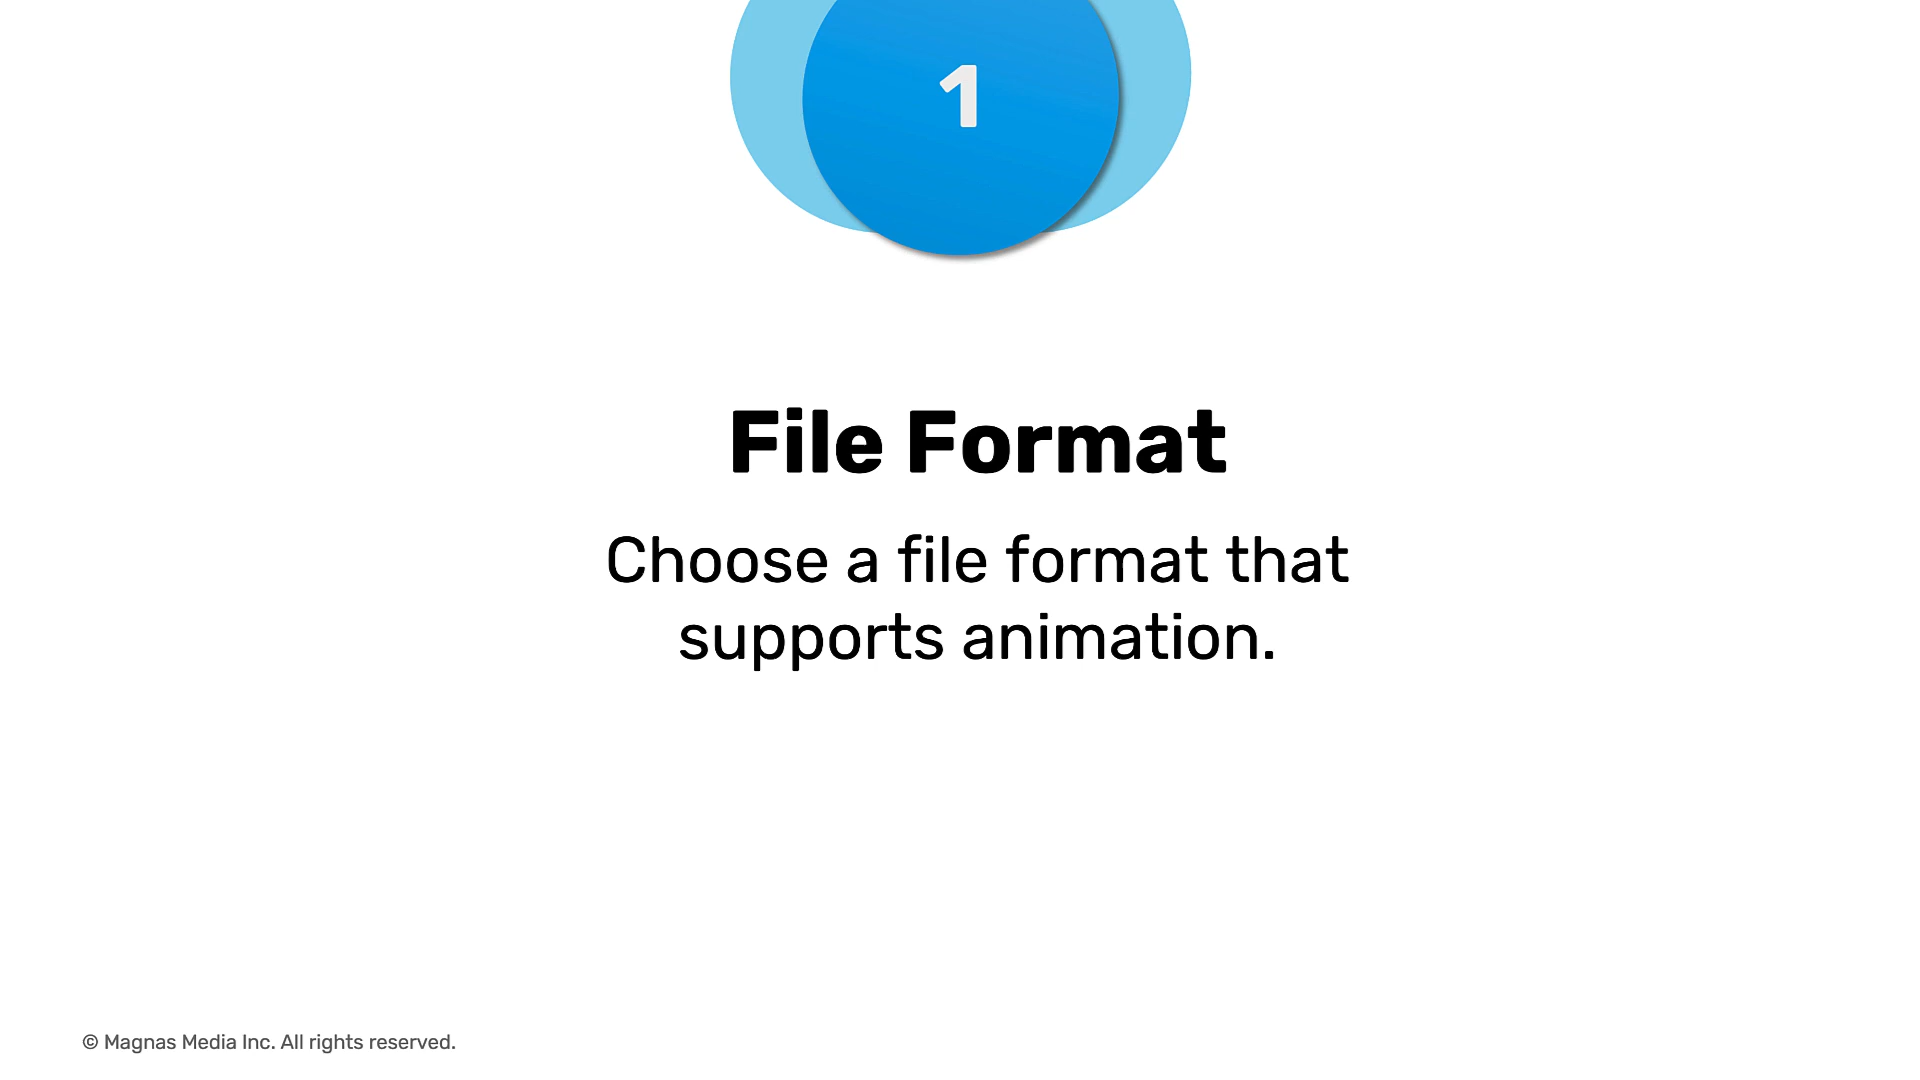 1
File Format
Choose a file format that
supports animation.
© Magnas Media Inc. All rights reserved.